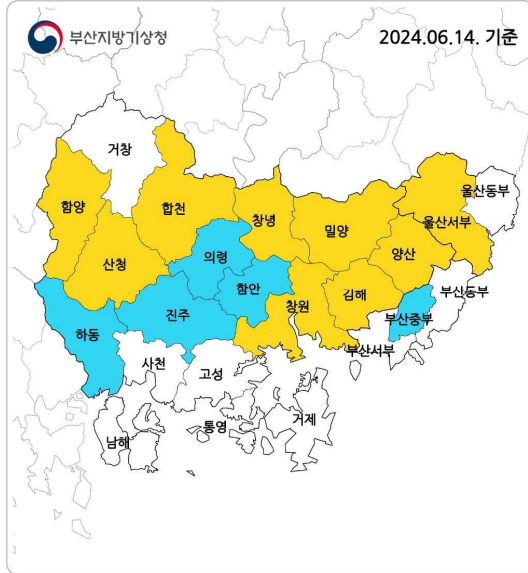 부산지방기상청
2024.06.14. 기준
거창
함양
합천
창녕
밀양
울산동부
울산서부
산청
의령
양산
함안
김해
부산동부
하동
진주
창원
부산중부
부산서부
사천
고성
거제
통영
남해